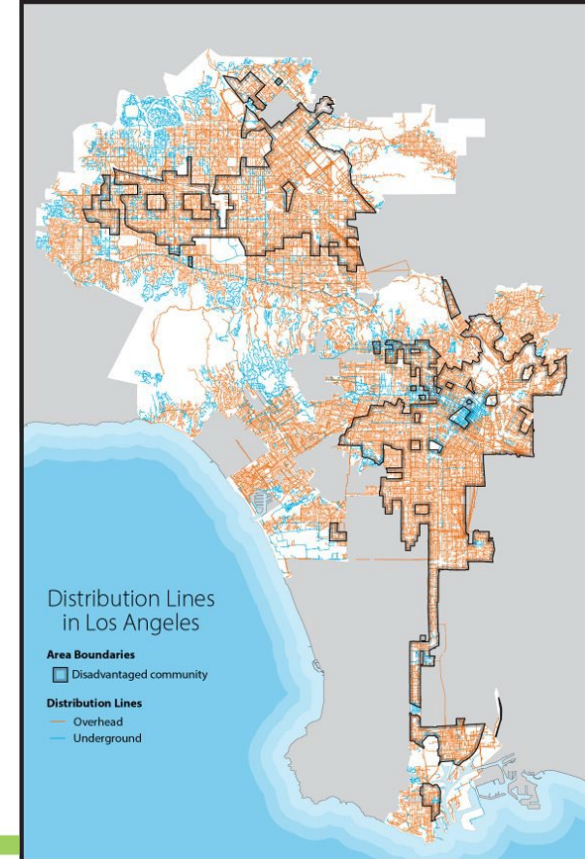 Distribution Lines
in Los Angeles
Area Boundaries
Disadvantaged community
Distribution Lines
Overhead
Underground